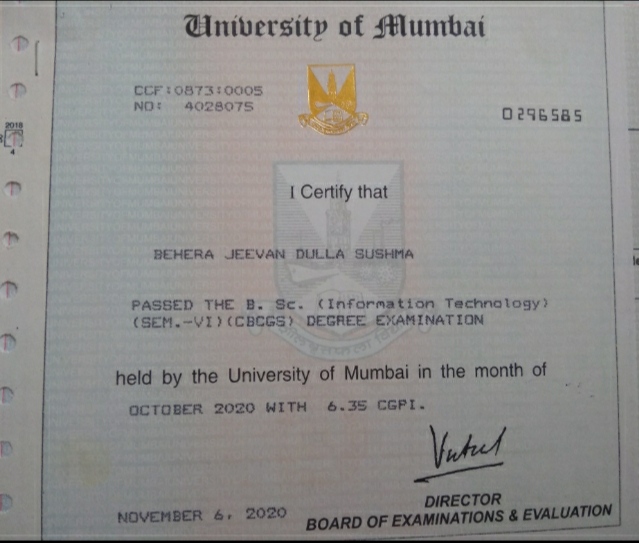 University of Mumbai
CCF:0873:0005
NO: 4028075
0296585
2018
4
I Certify that
BEHERA JEEVAN DULLA SUSHMA
PASSED THE B. Sc. (Information Technology)
(SEM.-VI)(CBCGS) DEGREE EXAMINATION
held by the University of Mumbai in the month of
OCTOBER 2020 WITH 6.35 CGPI.
NOVEMBER 6, 2020
DIRECTOR
BOARD OF EXAMINATIONS & EVALUATION